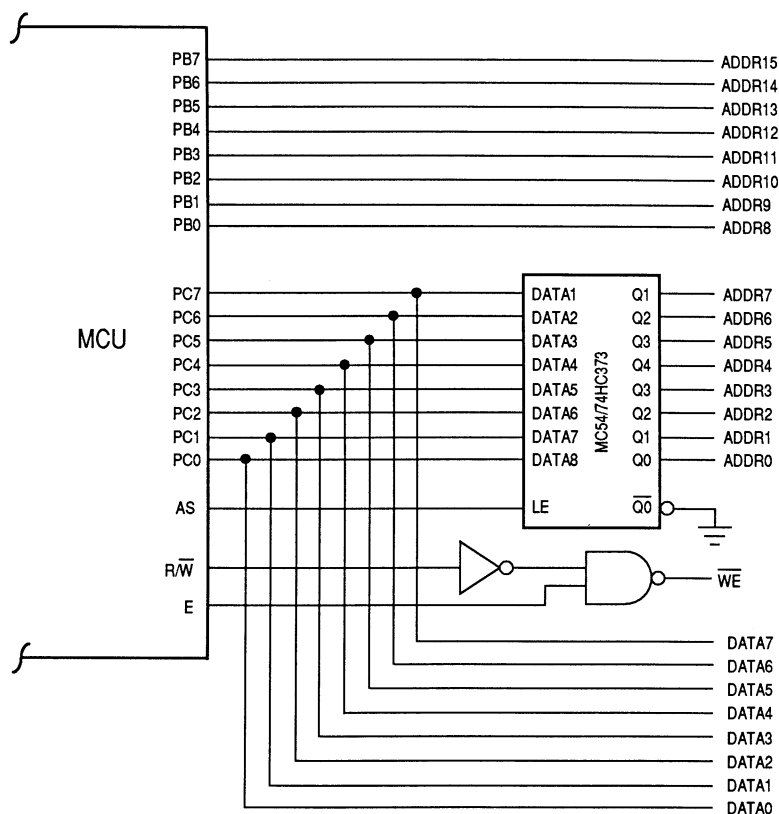 PB7 ADDR15
PB6 ADDR14
PB5 ADDR13
PB4 ADDR12
PB3 ADDR11
PB2 ADDR10
PB1 ADDR9
PB0 ADDR8
PC7 DATA1 Q1 ADDR7
PC6 DATA2 Q2 ADDR6
PC5 DATA3 Q3 ADDR5
MCU
PC4 DATA4 Q4 ADDR4
PC3 DATA5 Q3 ADDR3
PC2 DATA6 Q2 ADDR2
PC1 DATA7 Q1 ADDR1
PC0 DATA8 Q0 ADDR0
MC54/74HC373
AS LE Q̅0̅
R/W̅
E
W̅E̅
DATA7
DATA6
DATA5
DATA4
DATA3
DATA2
DATA1
DATA0